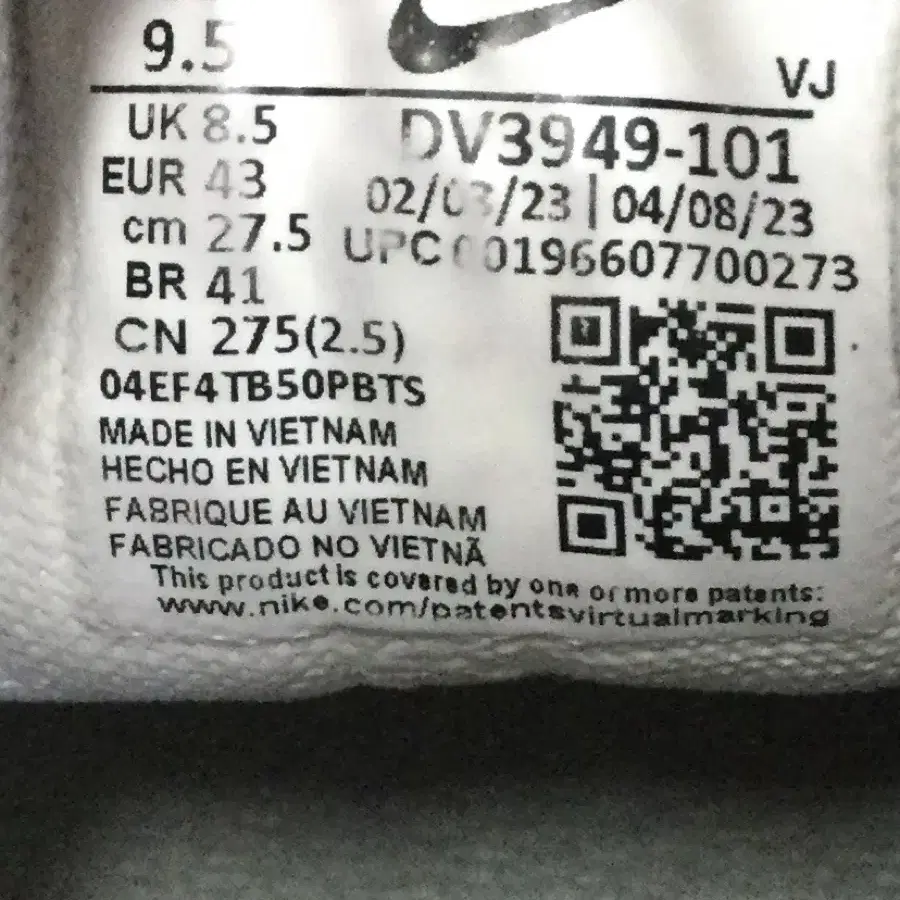 9.5
VJ
UK 8.5
EUR 43
cm 27.5
BR 41
CN 275(2.5)
04EF4TB50PBTS
MADE IN VIETNAM
HECHO EN VIETNAM
FABRIQUE AU VIETNAM
FABRICADO NO VIETNÃ
DV3949-101
02/03/23 | 04/08/23
UPC 00196607700273
This product is covered by one or more patents:
www.nike.com/patentsvirtualmarking